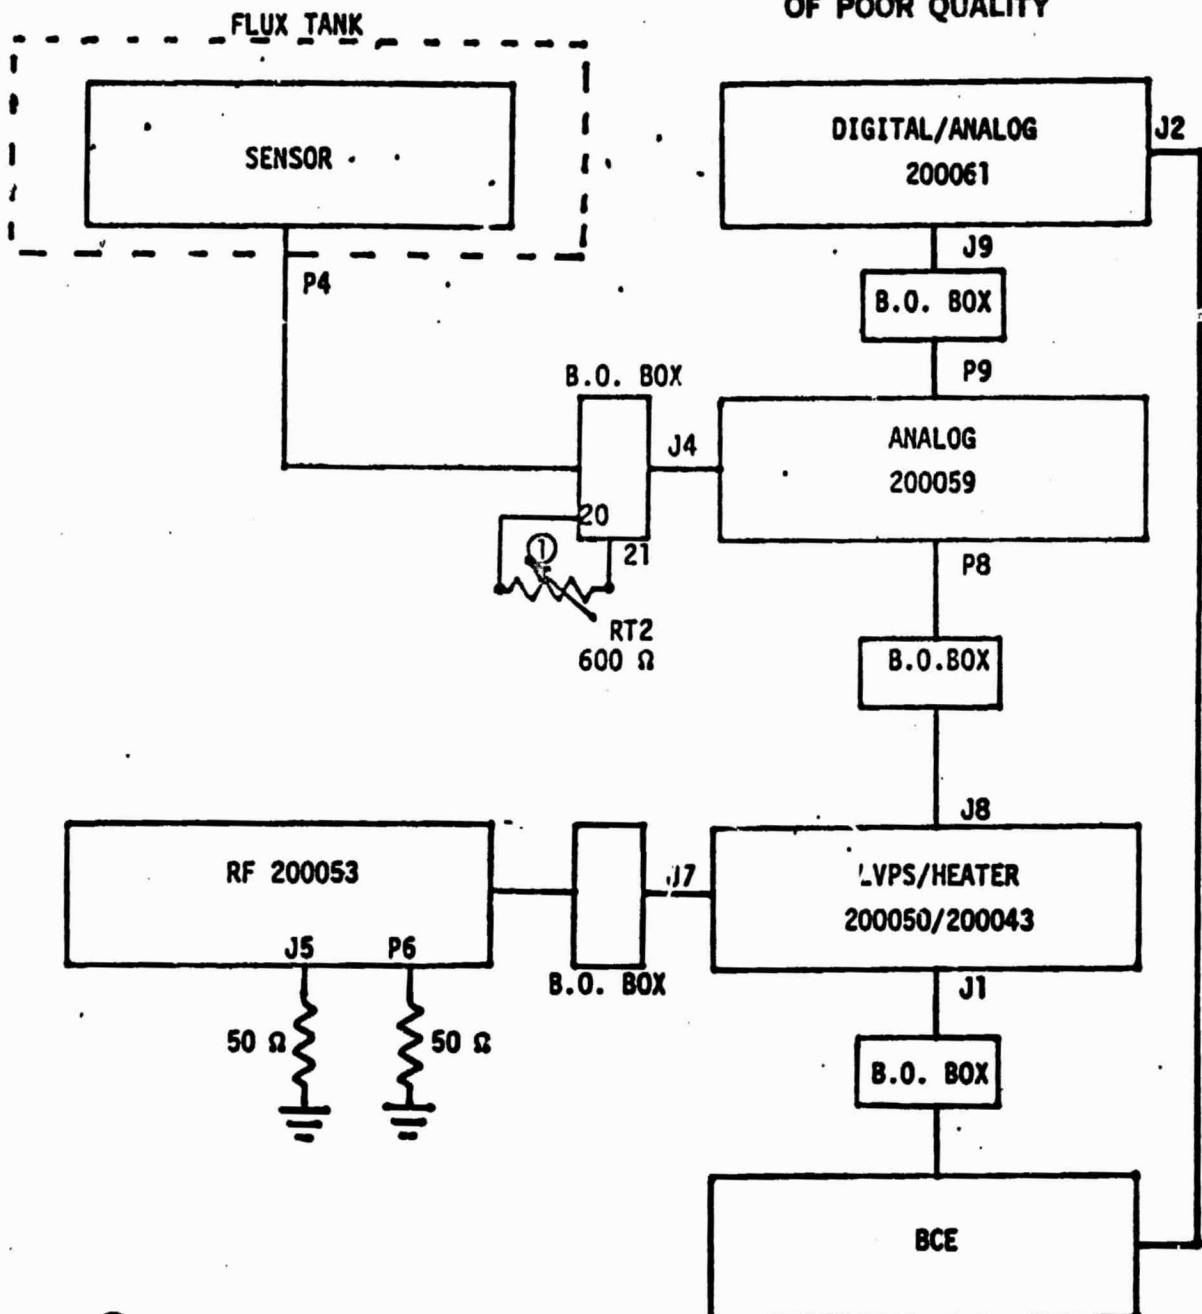 OF POOR QUALITY
FLUX TANK
SENSOR
DIGITAL/ANALOG
200061
J2
J9
P4
B.O. BOX
P9
B.O. BOX
J4
ANALOG
200059
20
21
①
P8
RT2
600 Ω
B.O.BOX
J8
RF 200053
J7
LVPS/HEATER
200050/200043
J5
P6
B.O. BOX
J1
50 Ω
50 Ω
B.O. BOX
BCE